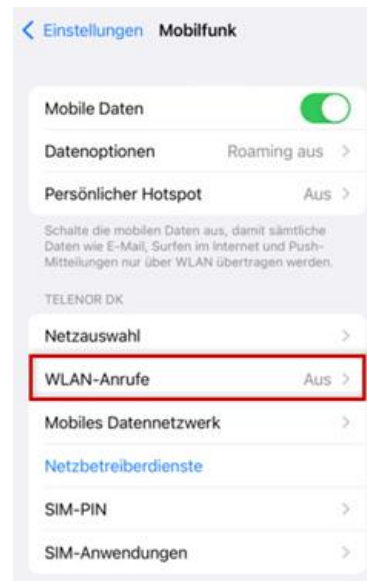 Einstellungen Mobilfunk
Mobile Daten
Datenoptionen Roaming aus
Persönlicher Hotspot Aus
Schalte die mobilen Daten aus, damit sämtliche
Daten wie E-Mail, Surfen im Internet und Push-
Mitteilungen nur über WLAN übertragen werden.
TELENOR DK
Netzauswahl
WLAN-Anrufe Aus
Mobiles Datennetzwerk
Netzbetreiberdienste
SIM-PIN
SIM-Anwendungen